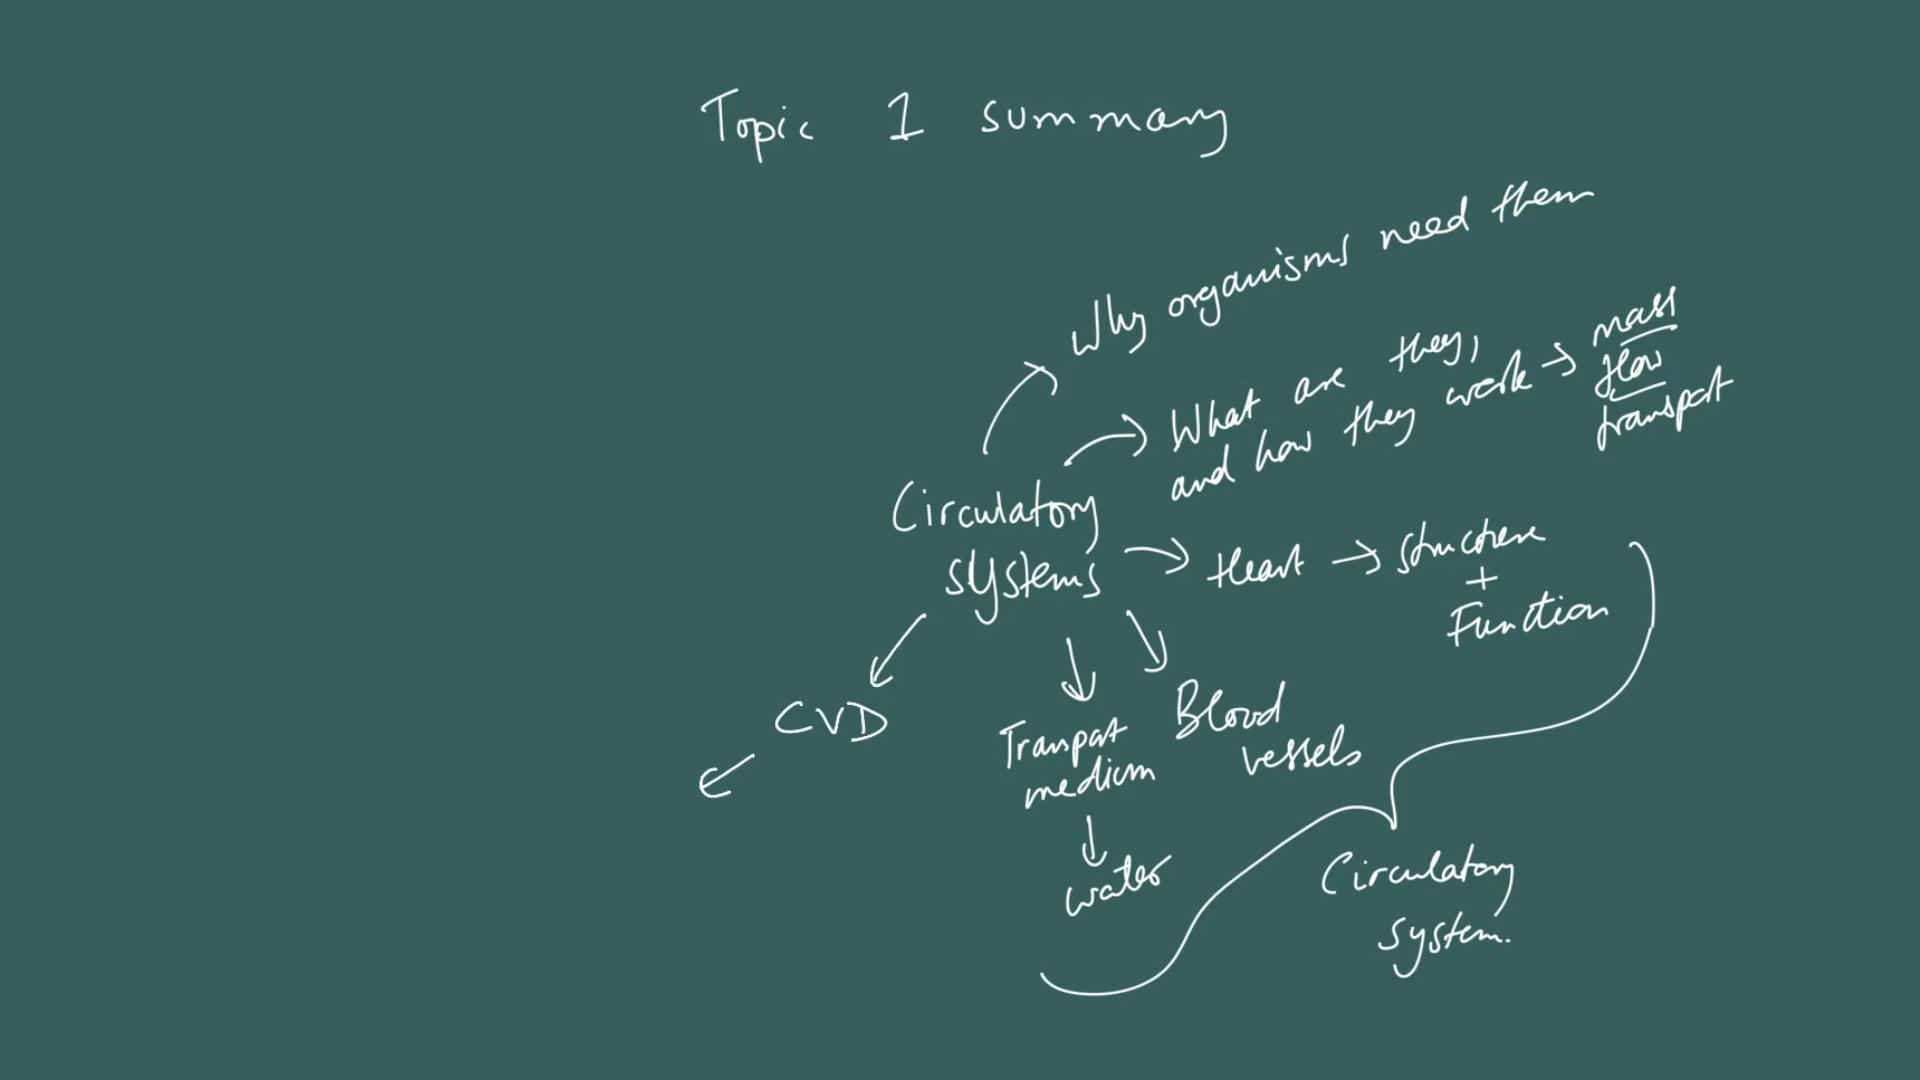 Topic 1 summary
Why organisms need them
What are they,
and how they work → mass
flow
transport
Circulatory
systems
→ Heart → structure
+
Function
CVD
Transport
medium
Blood
vessels
water
Circulatory
system.